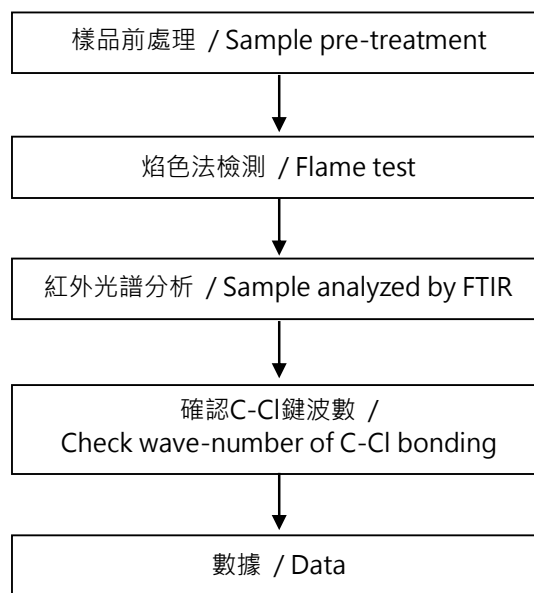 樣品前處理 / Sample pre-treatment
焰色法檢測 / Flame test
紅外光譜分析 / Sample analyzed by FTIR
確認C-Cl鍵波數 /
Check wave-number of C-Cl bonding
數據 / Data